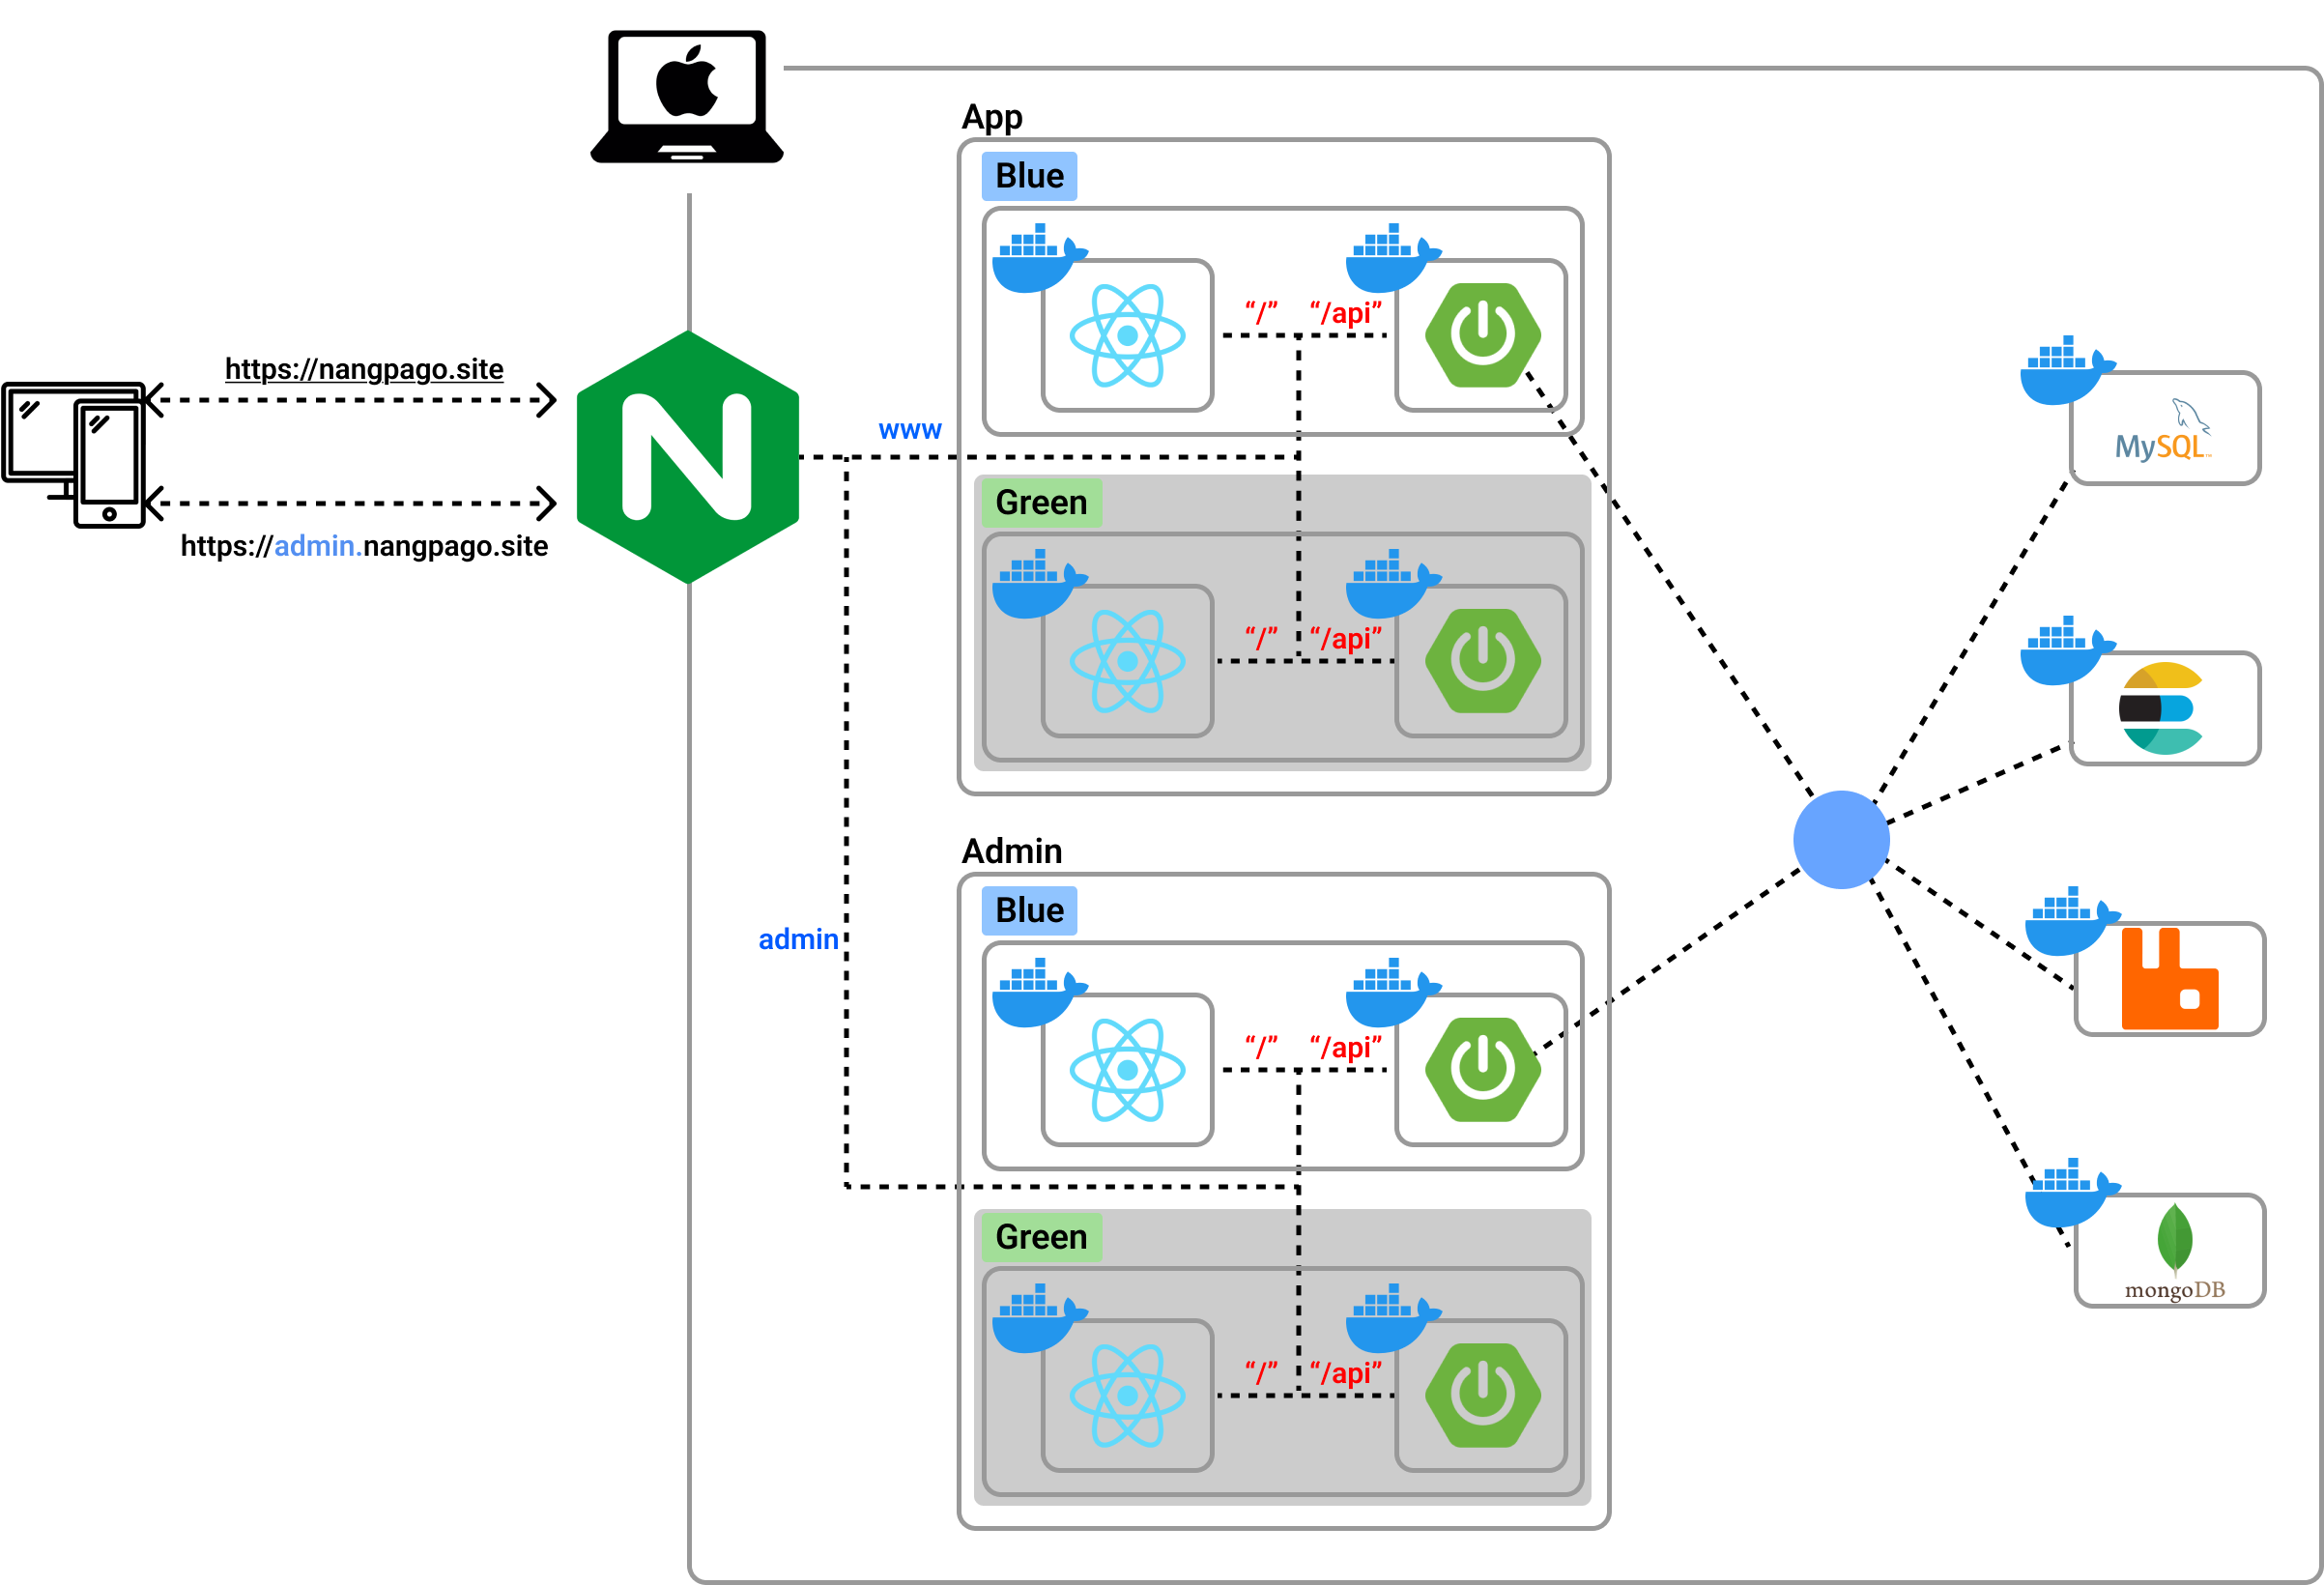 App
Blue
“/” “/api”
https://nangpago.site
www
https://admin.nangpago.site
Green
“/” “/api”
MySQL
Admin
Blue
admin
“/” “/api”
Green
“/” “/api”
mongoDB